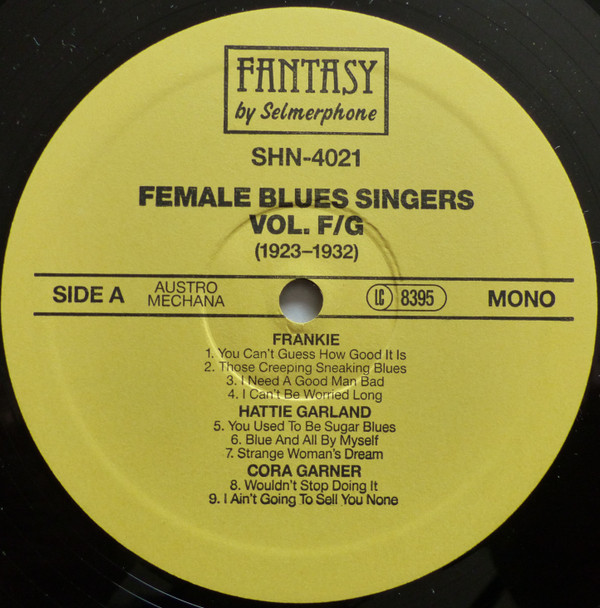 FANTASY
by Selmerphone
SHN-4021
FEMALE BLUES SINGERS
VOL. F/G
(1923–1932)
SIDE A
AUSTRO
MECHANA
LC 8395
MONO
FRANKIE
1. You Can't Guess How Good It Is
2. Those Creeping Sneaking Blues
3. I Need A Good Man Bad
4. I Can't Be Worried Long
HATTIE GARLAND
5. You Used To Be Sugar Blues
6. Blue And All By Myself
7. Strange Woman's Dream
CORA GARNER
8. Wouldn't Stop Doing It
9. I Ain't Going To Sell You None